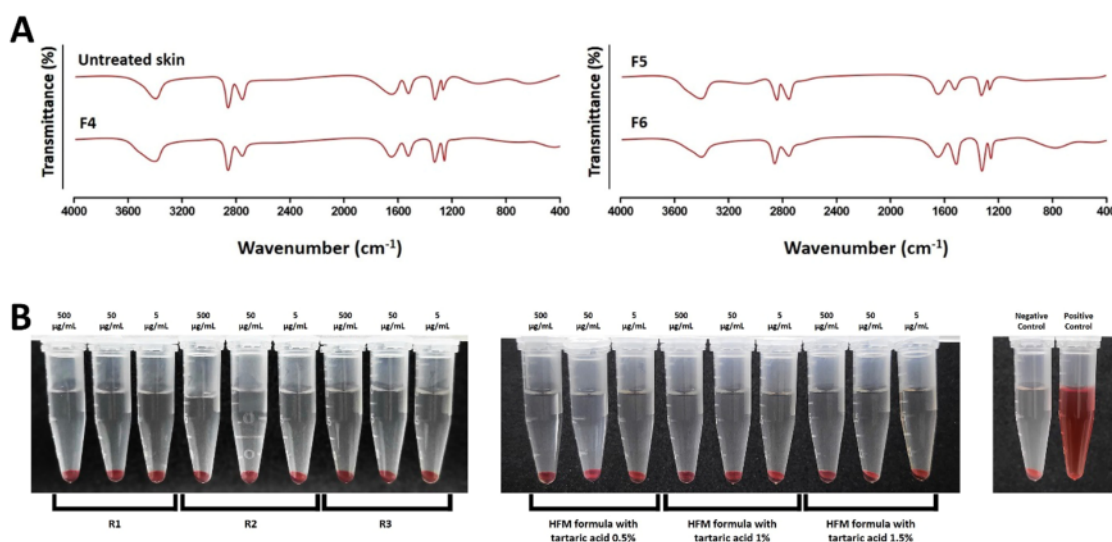 A
Transmittance (%)
Untreated skin
F4
4000 3600 3200 2800 2400 2000 1600 1200 800 400
Wavenumber (cm⁻¹)
Transmittance (%)
F5
F6
4000 3600 3200 2800 2400 2000 1600 1200 800 400
Wavenumber (cm⁻¹)
B
500 50 5 500 50 5 500 50 5
µg/mL µg/mL µg/mL µg/mL µg/mL µg/mL µg/mL µg/mL µg/mL
R1 R2 R3
500 50 5 500 50 5 500 50 5
µg/mL µg/mL µg/mL µg/mL µg/mL µg/mL µg/mL µg/mL µg/mL
HFM formula with HFM formula with HFM formula with
tartaric acid 0.5% tartaric acid 1% tartaric acid 1.5%
Negative Positive
Control Control